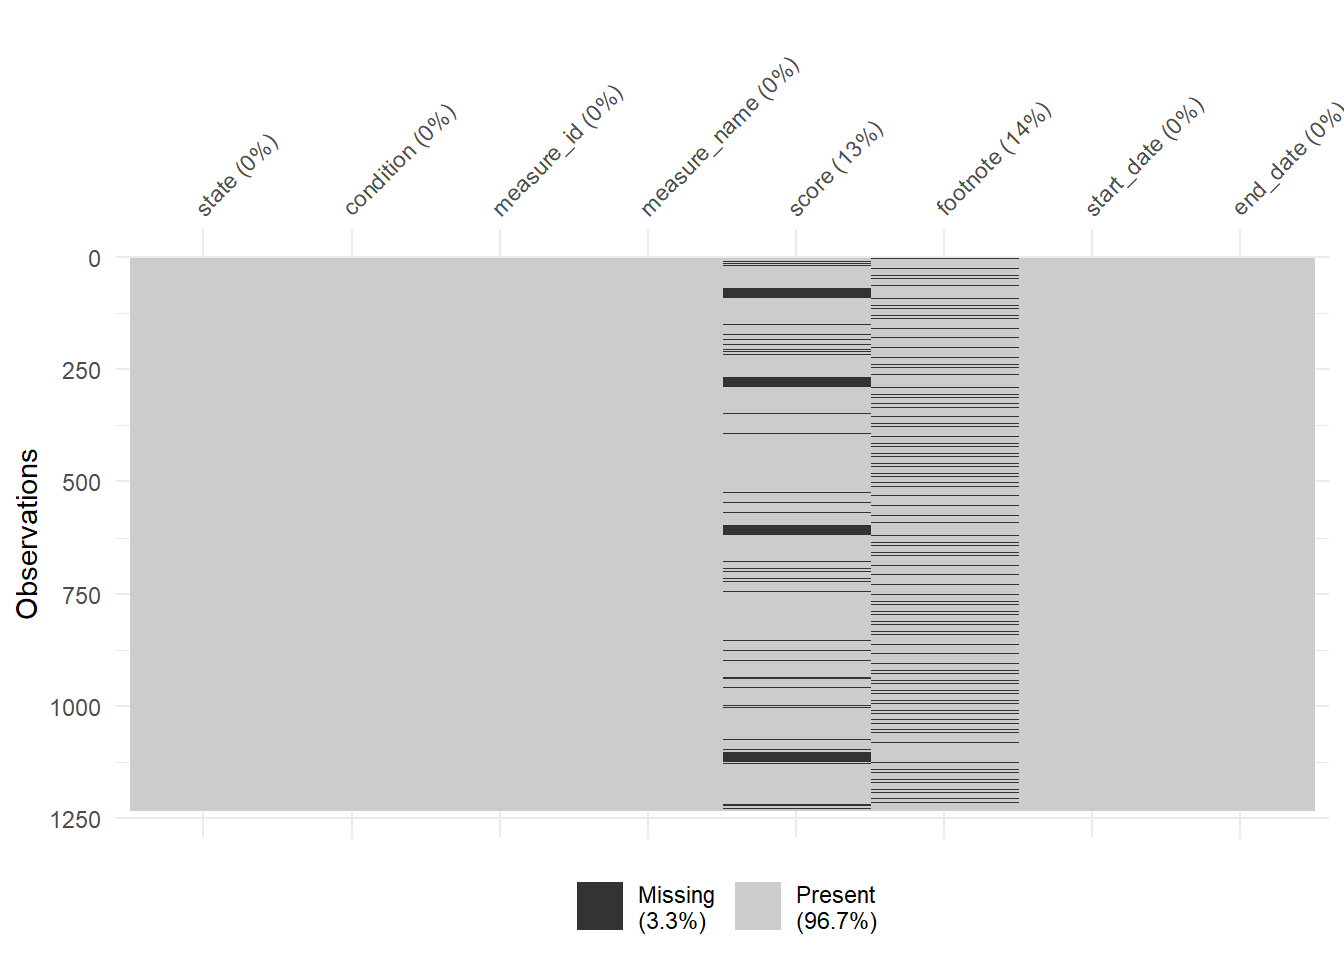 state (0%)
condition (0%)
measure_id (0%)
measure_name (0%)
score (13%)
footnote (14%)
start_date (0%)
end_date (0%)
0
250
500
750
1000
1250
Observations
Missing
(3.3%)
Present
(96.7%)